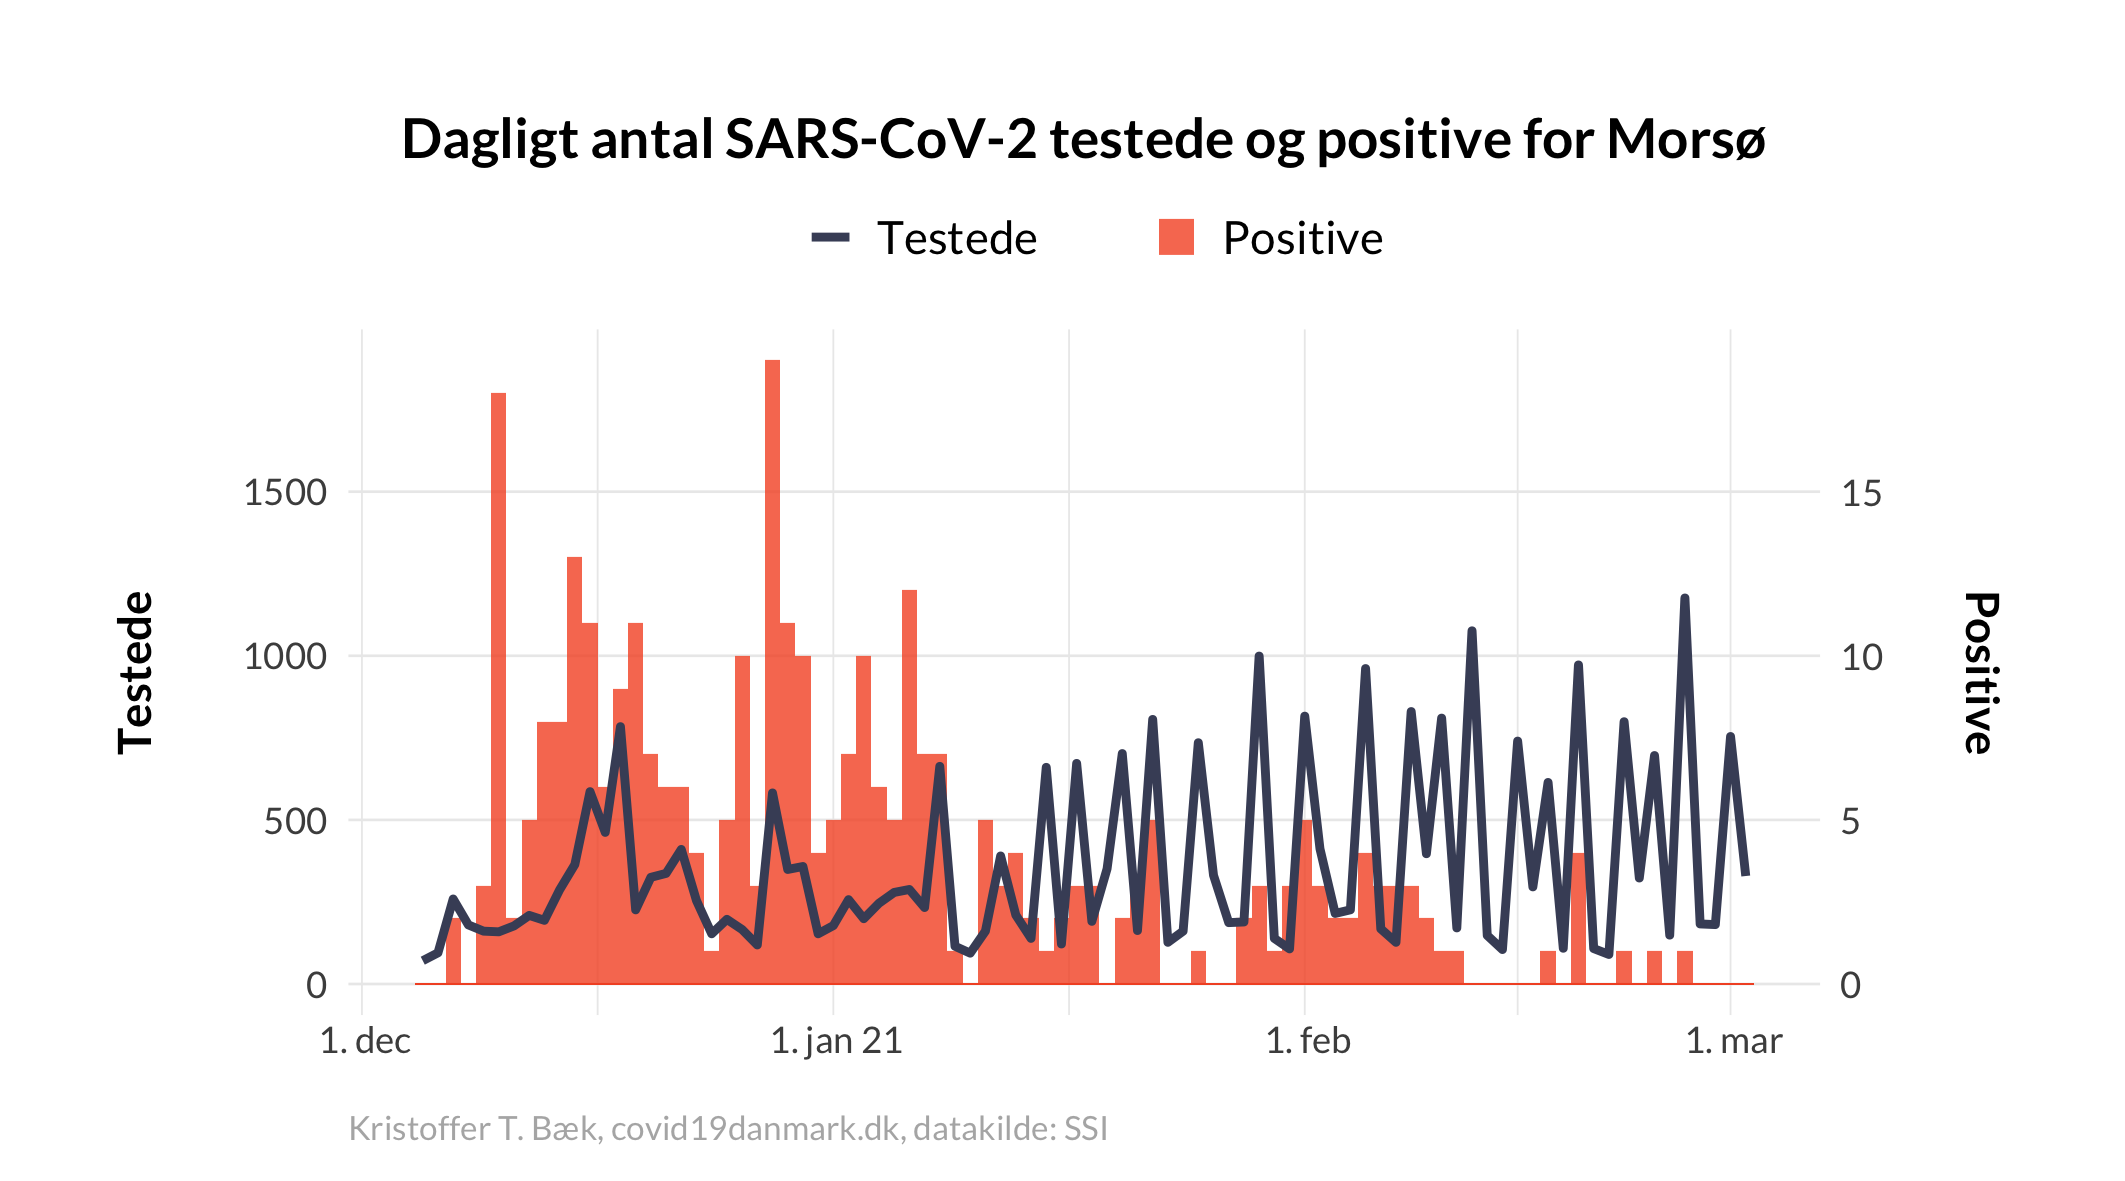 Dagligt antal SARS-CoV-2 testede og positive for Morsø
Testede Positive
1500 15
1000 10
500 5
0 0
Testede
Positive
1. dec 1. jan 21 1. feb 1. mar
Kristoffer T. Bæk, covid19danmark.dk, datakilde: SSI